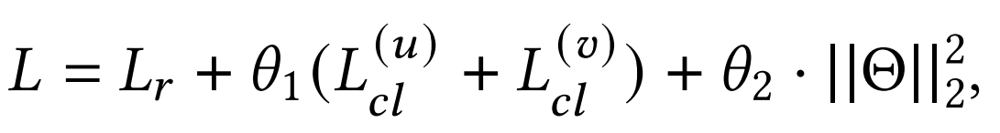 L = L_r + θ_1(L_{cl}^{(u)} + L_{cl}^{(v)}) + θ_2 · ||Θ||_2^2,